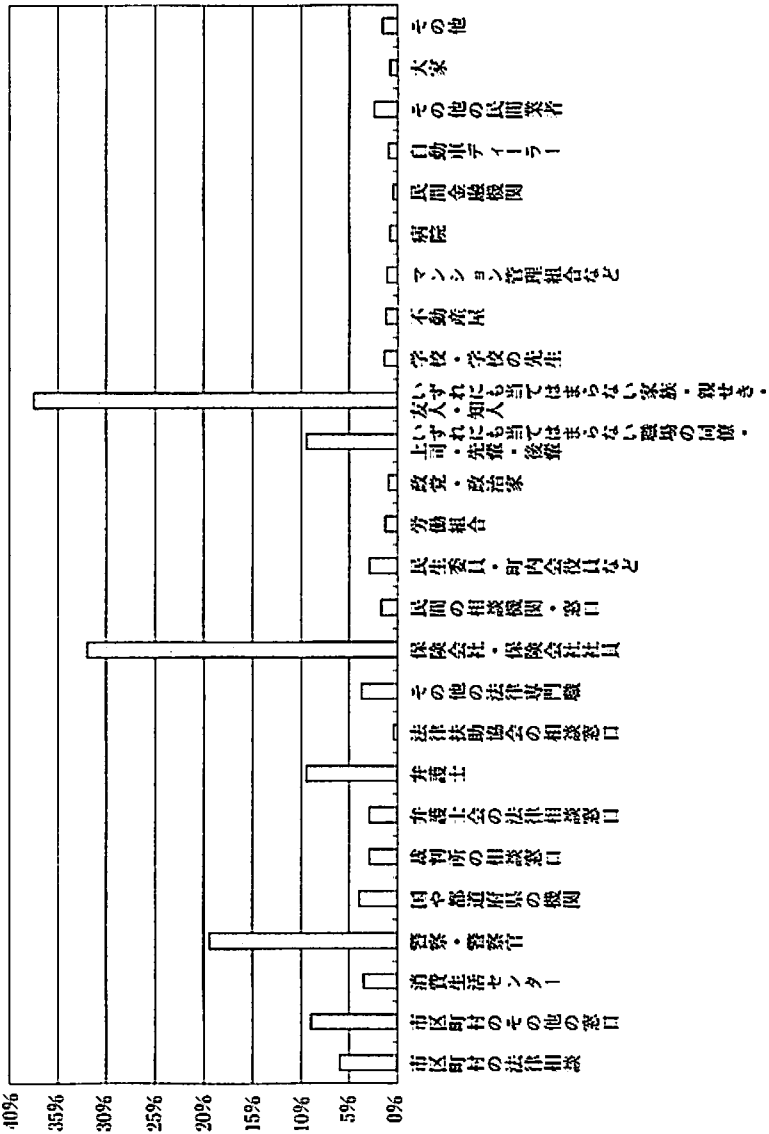 40%
35%
30%
25%
20%
15%
10%
5%
0%
市区町村の法律相談
市区町村のその他の窓口
消費生活センター
警察・警察官
国や都道府県の機関
裁判所の相談窓口
弁護士会の法律相談窓口
弁護士
法律扶助協会の相談窓口
その他の法律専門職
保険会社・保険会社社員
民間の相談機関・窓口
民生委員・町内会役員など
労働組合
政党・政治家
いずれにも当てはまらない職場の同僚・
上司・先輩・後輩
いずれにも当てはまらない家族・親せき・
友人・知人
学校・学校の先生
不動産屋
マンション管理組合など
病院
民間金融機関
自動車ディーラー
その他の民間業者
大家
その他